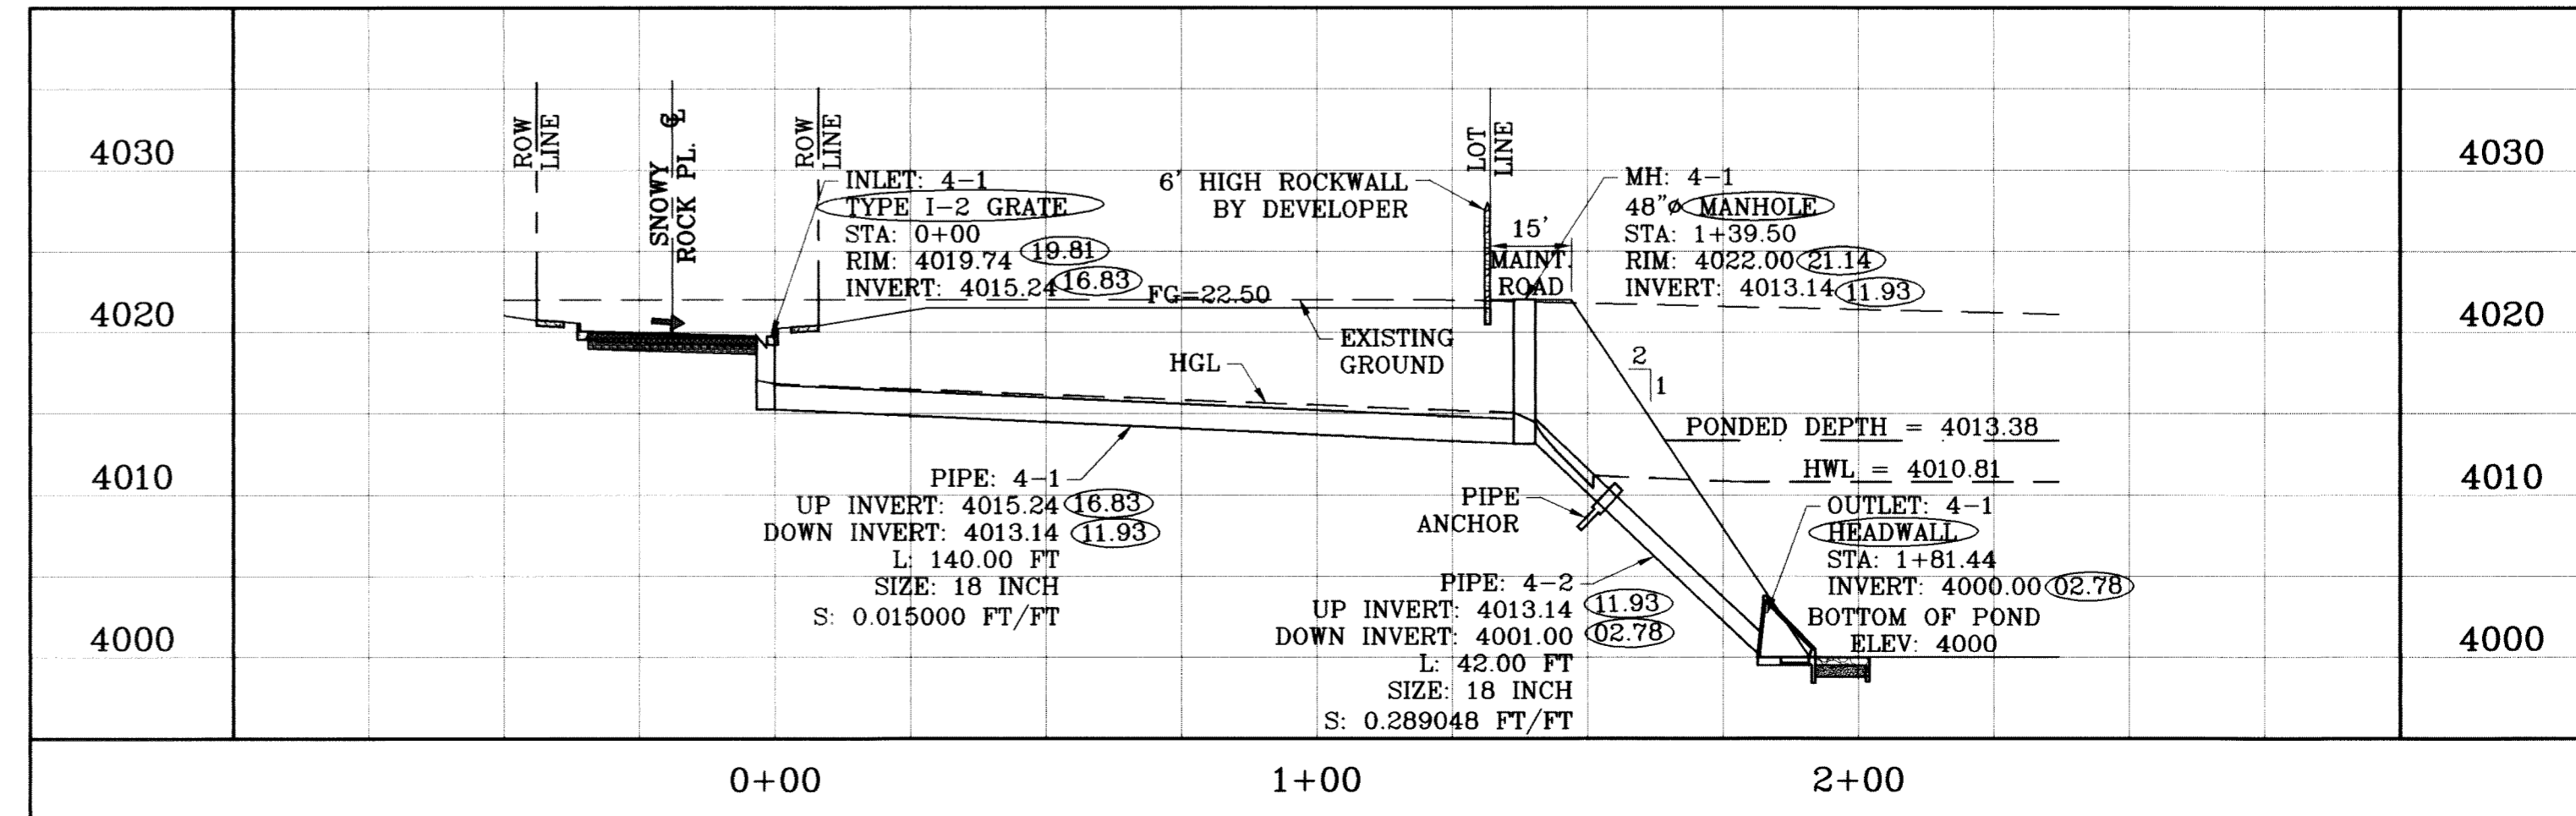 4030
4020
4010
4000
ROW
LINE
SNOWY
ROCK PL. ℄
ROW
LINE
INLET: 4-1
TYPE I-2 GRATE
STA: 0+00
RIM: 4019.74 19.81
INVERT: 4015.24 16.83
FG=22.50
6' HIGH ROCKWALL
BY DEVELOPER
LOT
LINE
15'
MAINT.
ROAD
MH: 4-1
48"ø MANHOLE
STA: 1+39.50
RIM: 4022.00 21.14
INVERT: 4013.14 11.93
EXISTING
GROUND
HGL
2
1
PONDED DEPTH = 4013.38
HWL = 4010.81
PIPE: 4-1
UP INVERT: 4015.24 16.83
DOWN INVERT: 4013.14 11.93
L: 140.00 FT
SIZE: 18 INCH
S: 0.015000 FT/FT
PIPE
ANCHOR
OUTLET: 4-1
HEADWALL
STA: 1+81.44
INVERT: 4000.00 02.78
BOTTOM OF POND
ELEV: 4000
PIPE: 4-2
UP INVERT: 4013.14 11.93
DOWN INVERT: 4001.00 02.78
L: 42.00 FT
SIZE: 18 INCH
S: 0.289048 FT/FT
4030
4020
4010
4000
0+00
1+00
2+00